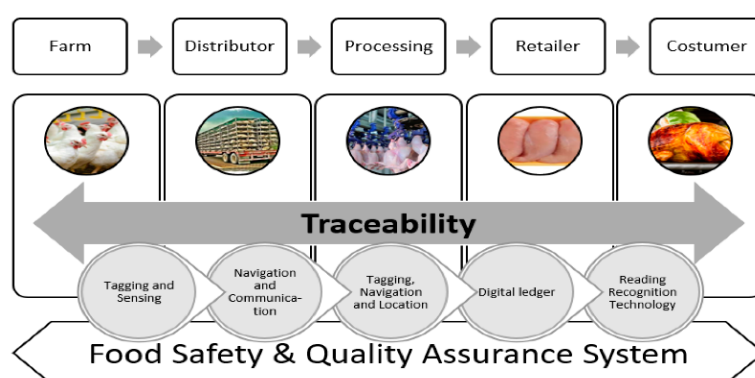 Farm
Distributor
Processing
Retailer
Costumer
Traceability
Tagging and
Sensing
Navigation
and
Communica-
tion
Tagging,
Navigation
and Location
Digital ledger
Reading
Recognition
Technology
Food Safety & Quality Assurance System